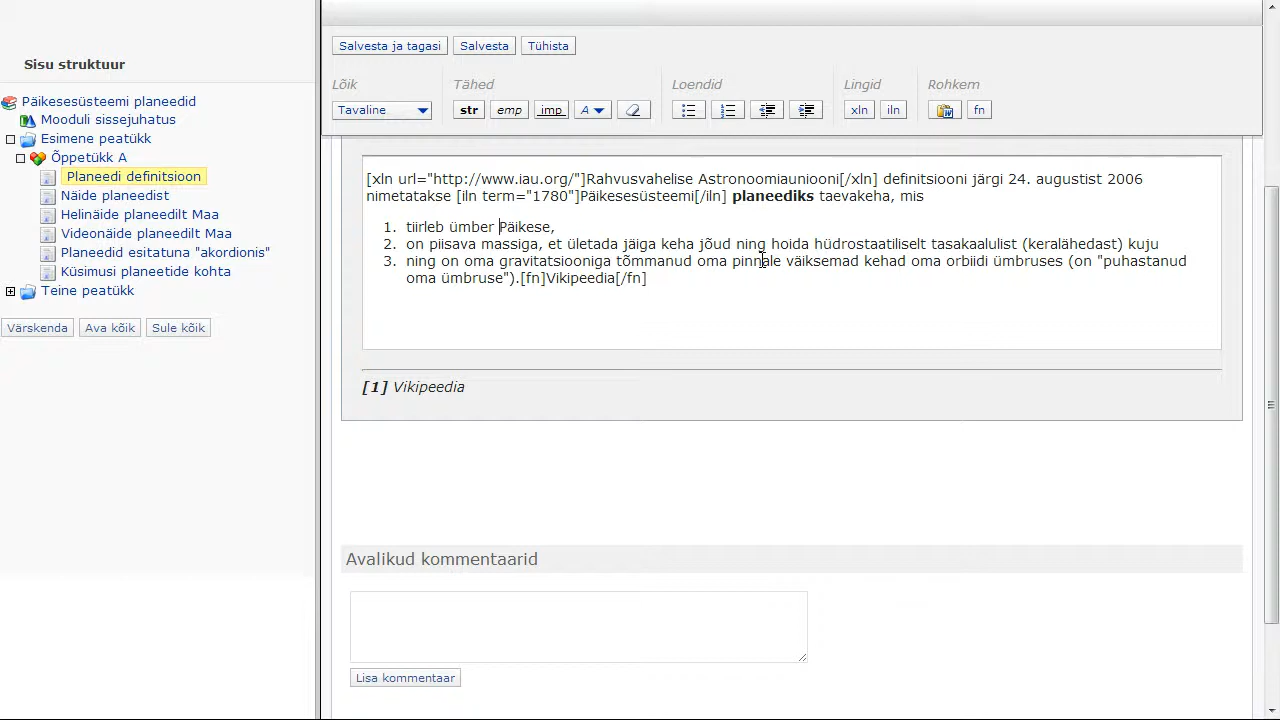 Sisu struktuur
Päikesesüsteemi planeedid
Mooduli sissejuhatus
Esimene peatükk
Õppetükk A
Planeedi definitsioon
Näide planeedist
Helinäide planeedilt Maa
Videonäide planeedilt Maa
Planeedid esitatuna "akordionis"
Küsimusi planeetide kohta
Teine peatükk
Värskenda Ava kõik Sule kõik
Salvesta ja tagasi Salvesta Tühista
Lõik Tähed Loendid Lingid Rohkem
Tavaline str emp imp A xln iln fn
[xln url="http://www.iau.org/"]Rahvusvahelise Astronoomiauniooni[/xln] definitsiooni järgi 24. augustist 2006
nimetatakse [iln term="1780"]Päikesesüsteemi[/iln] planeediks taevakeha, mis
1. tiirleb ümber Päikese,
2. on piisava massiga, et ületada jäiga keha jõud ning hoida hüdrostaatiliselt tasakaalulist (keralähedast) kuju
3. ning on oma gravitatsiooniga tõmmanud oma pinnale väiksemad kehad oma orbiidi ümbruses (on "puhastanud
oma ümbruse").[fn]Vikipeedia[/fn]
[1] Vikipeedia
Avalikud kommentaarid
Lisa kommentaar